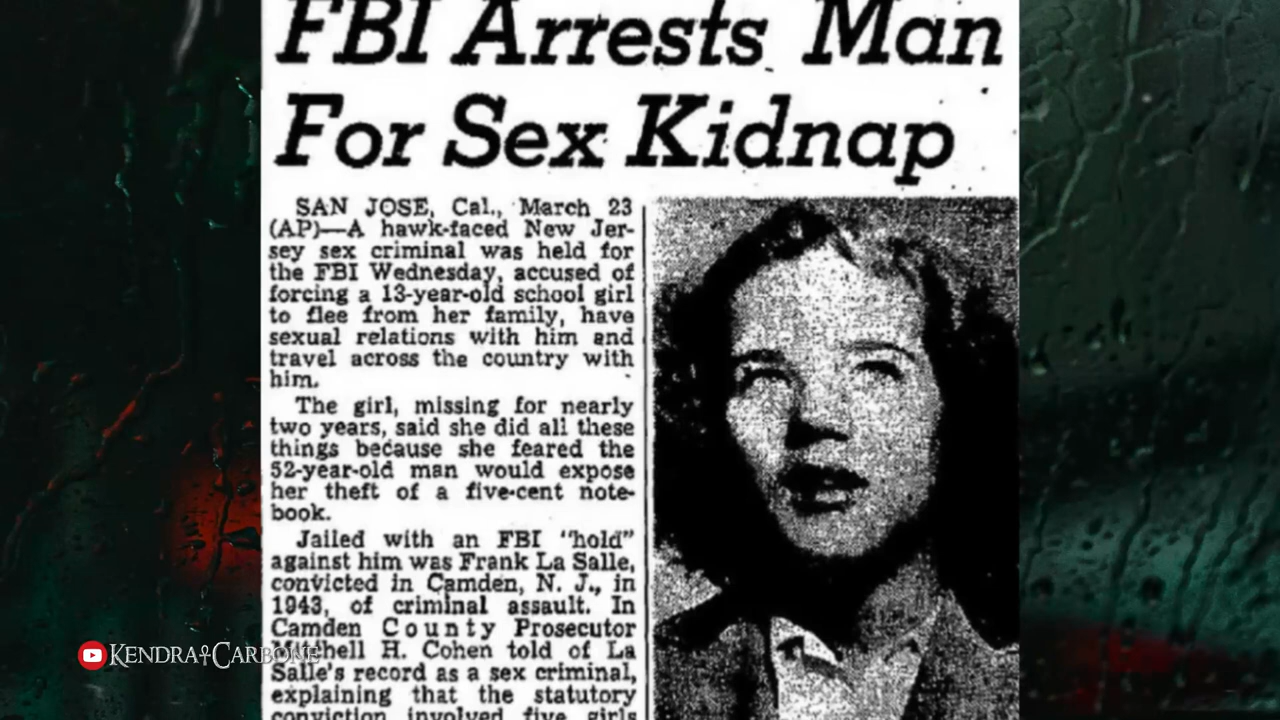 FBI Arrests Man
For Sex Kidnap
SAN JOSE, Cal., March 23
(AP)—A hawk-faced New Jer-
sey sex criminal was held for
the FBI Wednesday, accused of
forcing a 13-year-old school girl
to flee from her family, have
sexual relations with him and
travel across the country with
him.
The girl, missing for nearly
two years, said she did all these
things because she feared the
52-year-old man would expose
her theft of a five-cent note-
book.
Jailed with an FBI "hold"
against him was Frank La Salle,
convicted in Camden, N. J., in
1943, of criminal assault. In
Camden County Prosecutor
chell H. Cohen told of La
Salle's record as a sex criminal,
explaining that the statutory
conviction involved five girls
KENDRA CARBONE